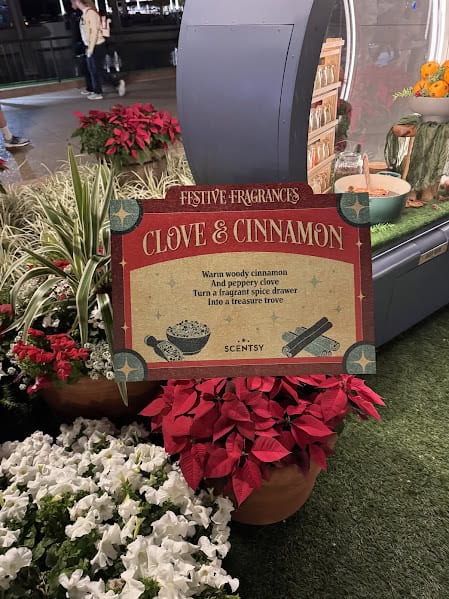 FESTIVE FRAGRANCES
CLOVE & CINNAMON
Warm woody cinnamon
And peppery clove
Turn a fragrant spice drawer
Into a treasure trove
SCENTSY